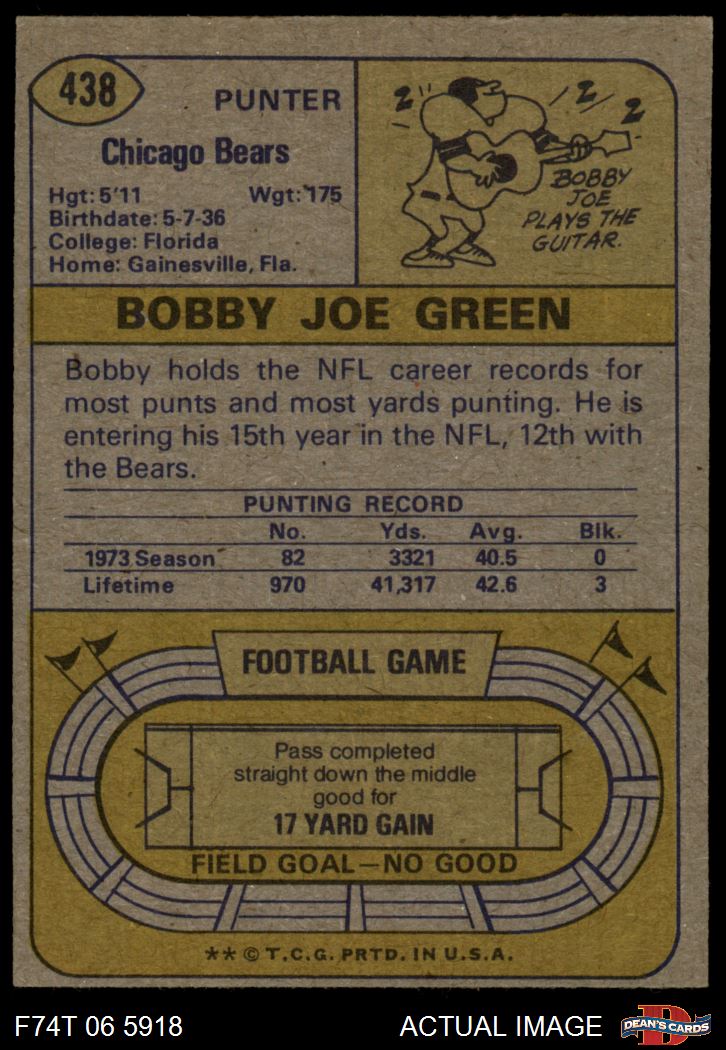 438
PUNTER
Chicago Bears
Hgt: 5'11 Wgt: 175
Birthdate: 5-7-36
College: Florida
Home: Gainesville, Fla.
BOBBY
JOE
PLAYS THE
GUITAR.
BOBBY JOE GREEN
Bobby holds the NFL career records for
most punts and most yards punting. He is
entering his 15th year in the NFL, 12th with
the Bears.
PUNTING RECORD
No. Yds. Avg. Blk.
1973 Season 82 3321 40.5 0
Lifetime 970 41,317 42.6 3
FOOTBALL GAME
Pass completed
straight down the middle
good for
17 YARD GAIN
FIELD GOAL—NO GOOD
** © T.C.G. PRTD. IN U.S.A.
F74T 06 5918 ACTUAL IMAGE
D
DEAN'S CARDS